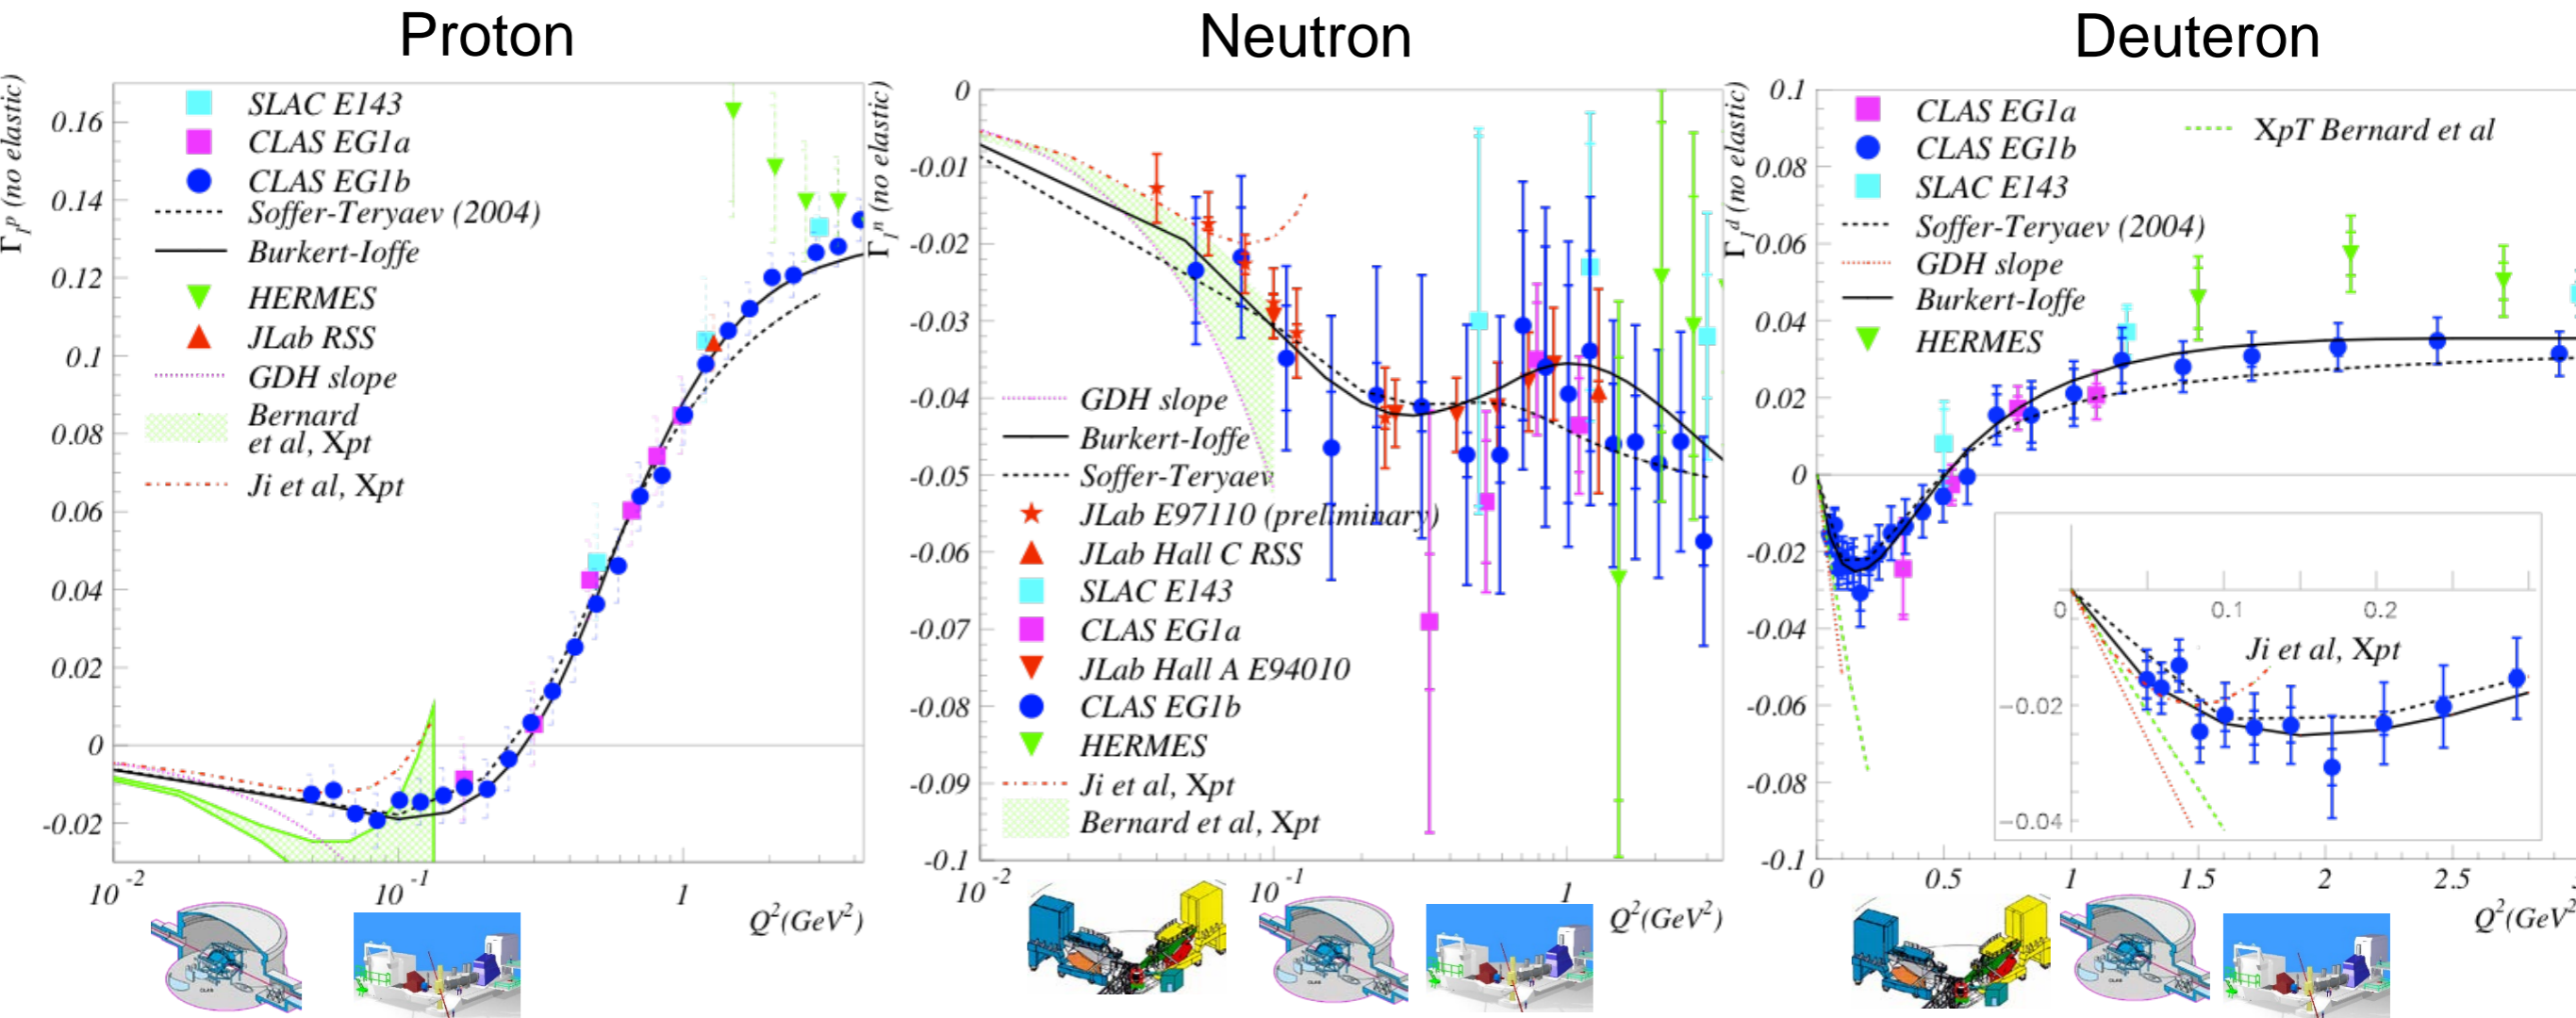 Proton
Γ1p (no elastic)
0.16
0.14
0.12
0.1
0.08
0.06
0.04
0.02
0
-0.02
SLAC E143
CLAS EG1a
CLAS EG1b
Soffer-Teryaev (2004)
Burkert-Ioffe
HERMES
JLab RSS
GDH slope
Bernard
et al, Xpt
Ji et al, Xpt
10-2
10-1
1
Q2(GeV2)
Neutron
Γ1n (no elastic)
0
-0.01
-0.02
-0.03
-0.04
-0.05
-0.06
-0.07
-0.08
-0.09
-0.1
GDH slope
Burkert-Ioffe
Soffer-Teryaev
JLab E97110 (preliminary)
JLab Hall C RSS
SLAC E143
CLAS EG1a
JLab Hall A E94010
CLAS EG1b
HERMES
Ji et al, Xpt
Bernard et al, Xpt
10-2
10-1
1
Q2(GeV2)
Deuteron
Γ1d (no elastic)
0.1
0.08
0.06
0.04
0.02
0
-0.02
-0.04
-0.06
-0.08
-0.1
CLAS EG1a
CLAS EG1b
SLAC E143
Soffer-Teryaev (2004)
GDH slope
Burkert-Ioffe
HERMES
XpT Bernard et al
0
0.1
0.2
Ji et al, Xpt
-0.02
-0.04
0
0.5
1
1.5
2
2.5
Q2(GeV2